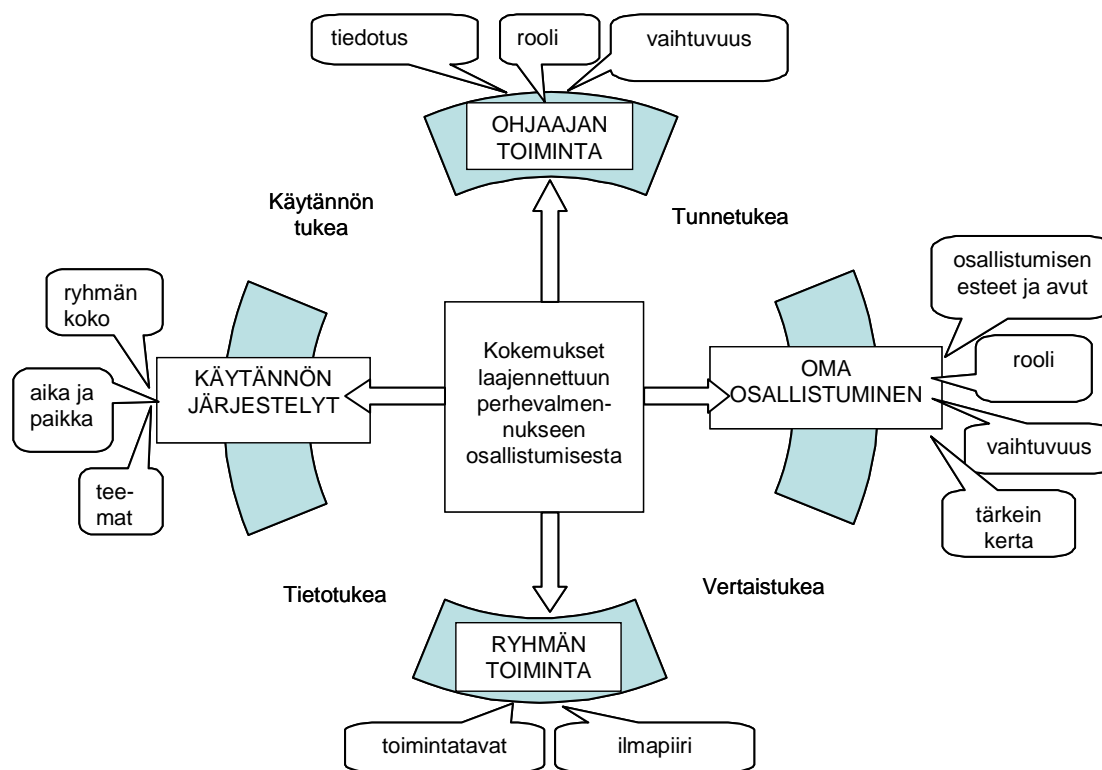 tiedotus
rooli
vaihtuvuus
OHJAAJAN
TOIMINTA
Käytännön
tukea
Tunnetukea
ryhmän
koko
aika ja
paikka
tee-
mat
KÄYTÄNNÖN
JÄRJESTELYT
Kokemukset
laajennettuun
perhevalmen-
nukseen
osallistumisesta
OMA
OSALLISTUMINEN
osallistumisen
esteet ja avut
rooli
vaihtuvuus
tärkein
kerta
Tietotukea
Vertaistukea
RYHMÄN
TOIMINTA
toimintatavat
ilmapiiri